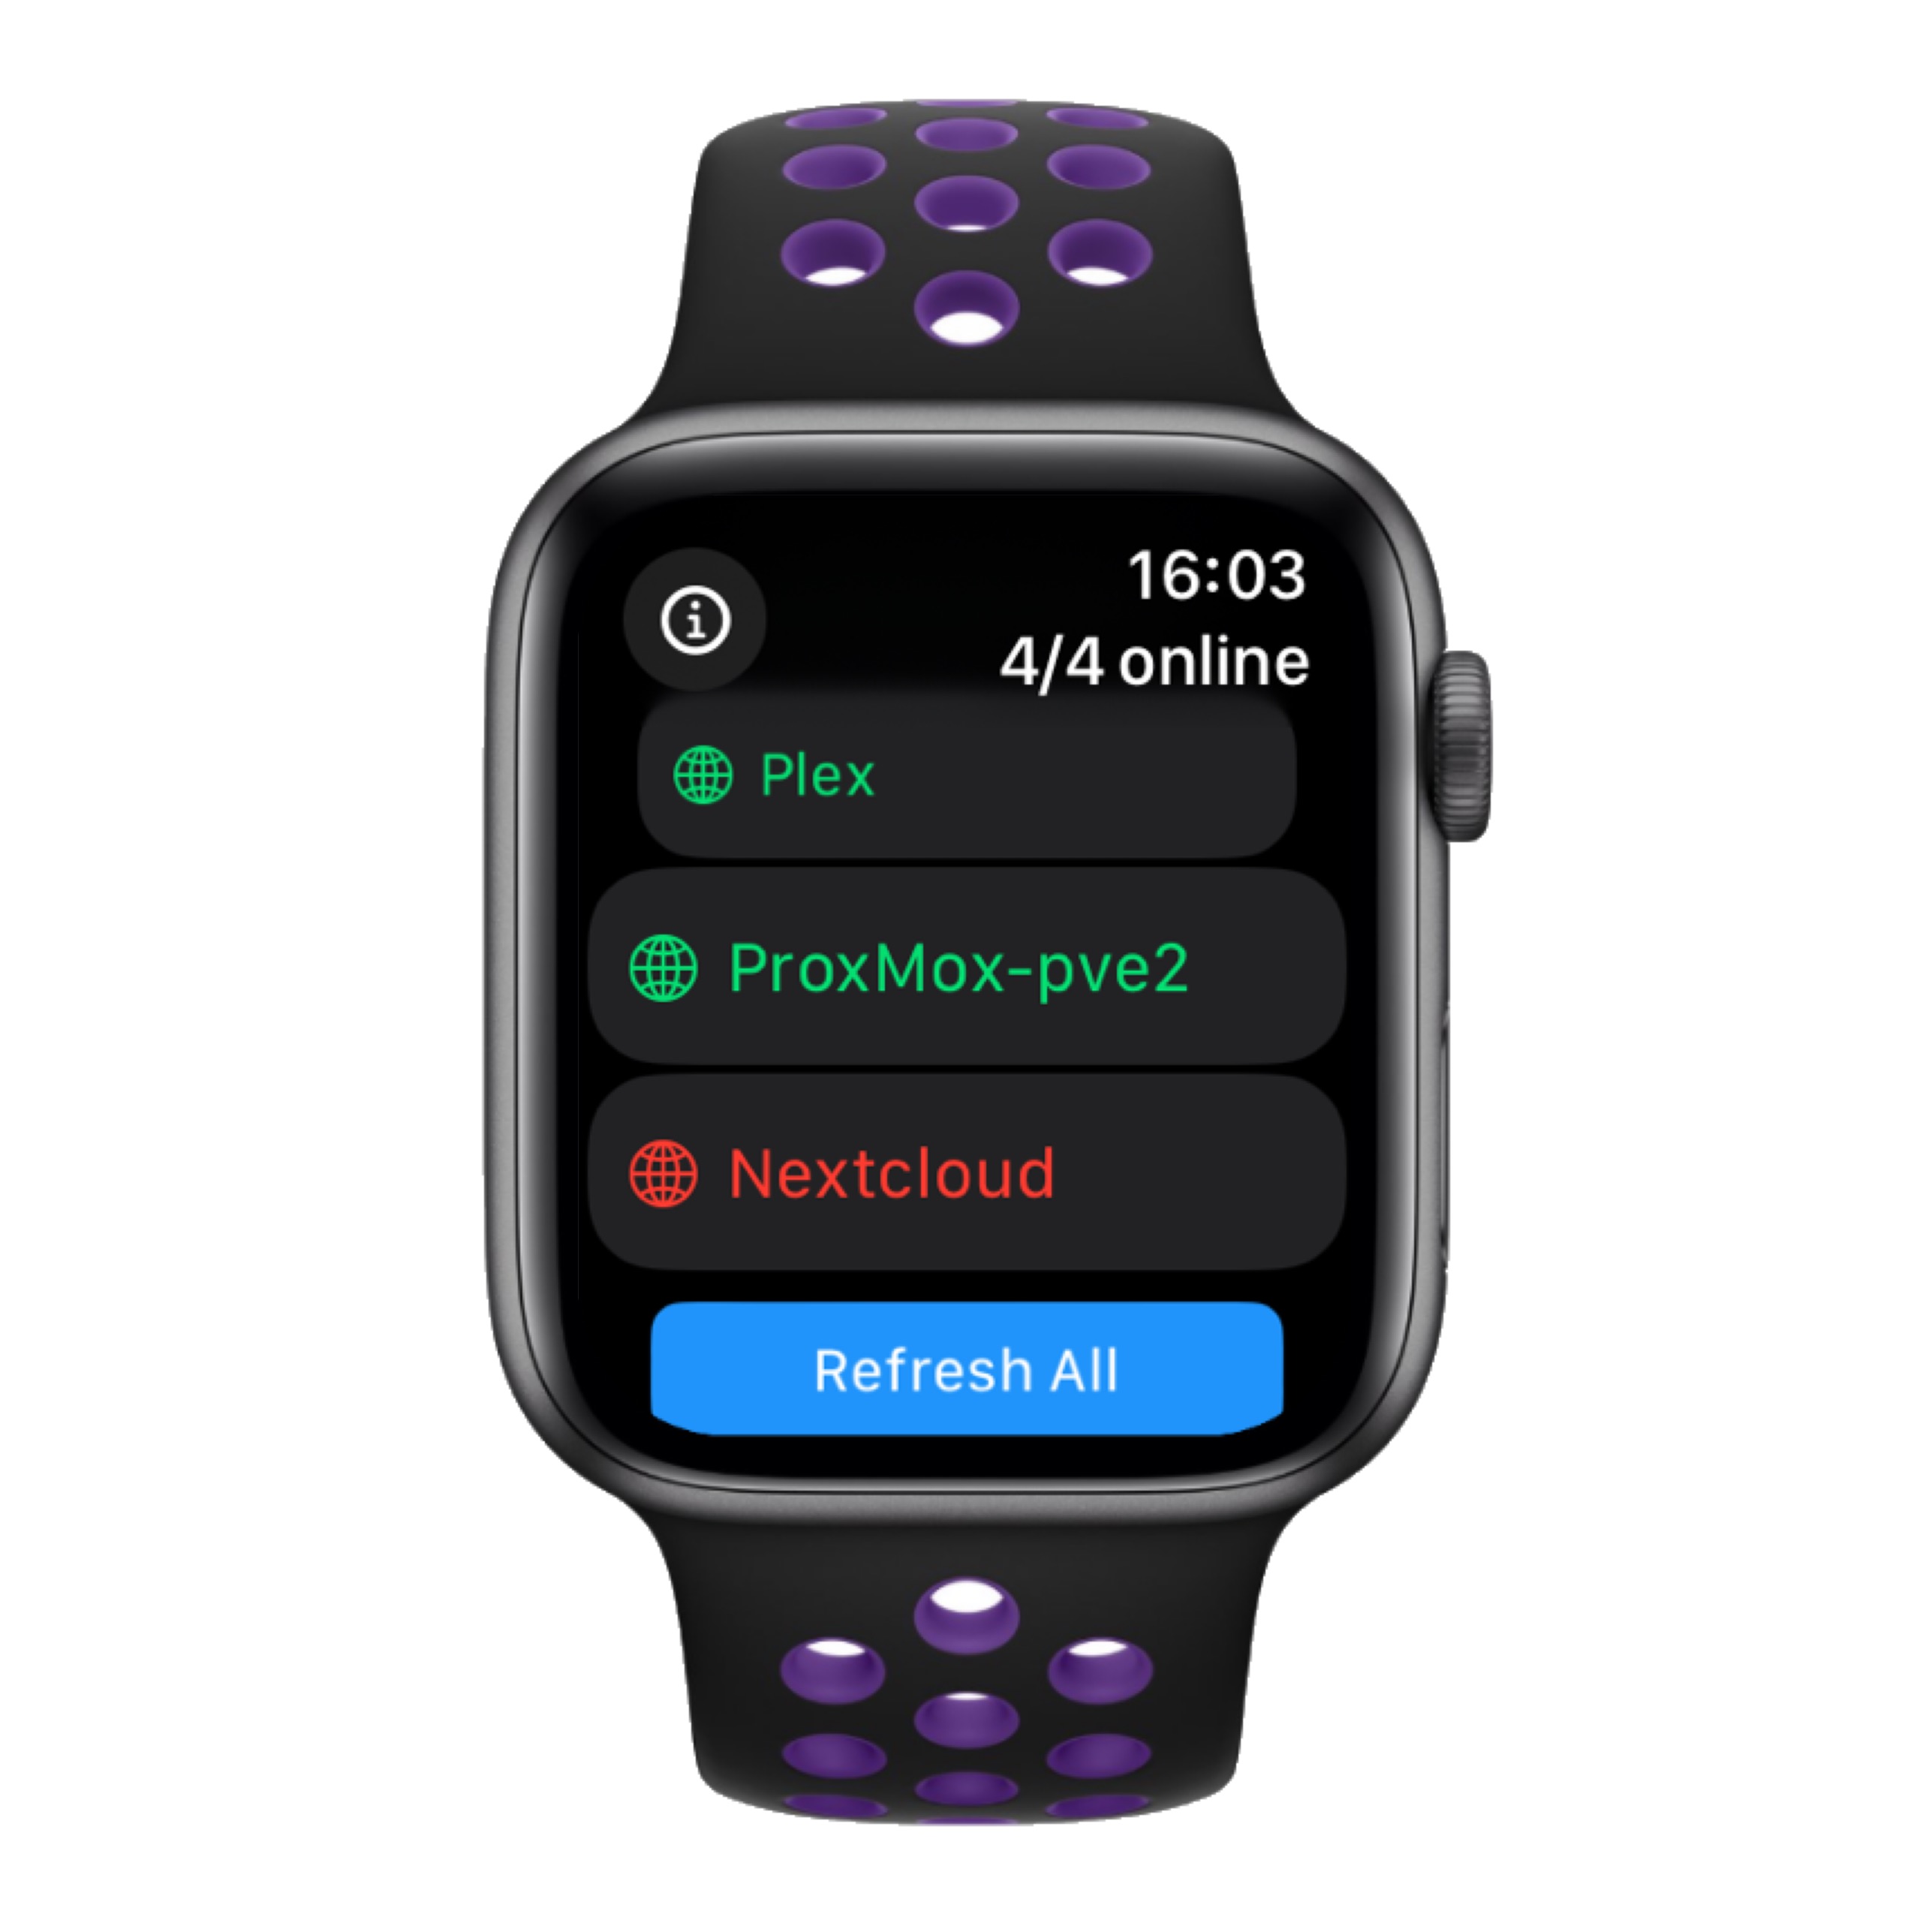 16:03
4/4 online
Plex
ProxMox-pve2
Nextcloud
Refresh All